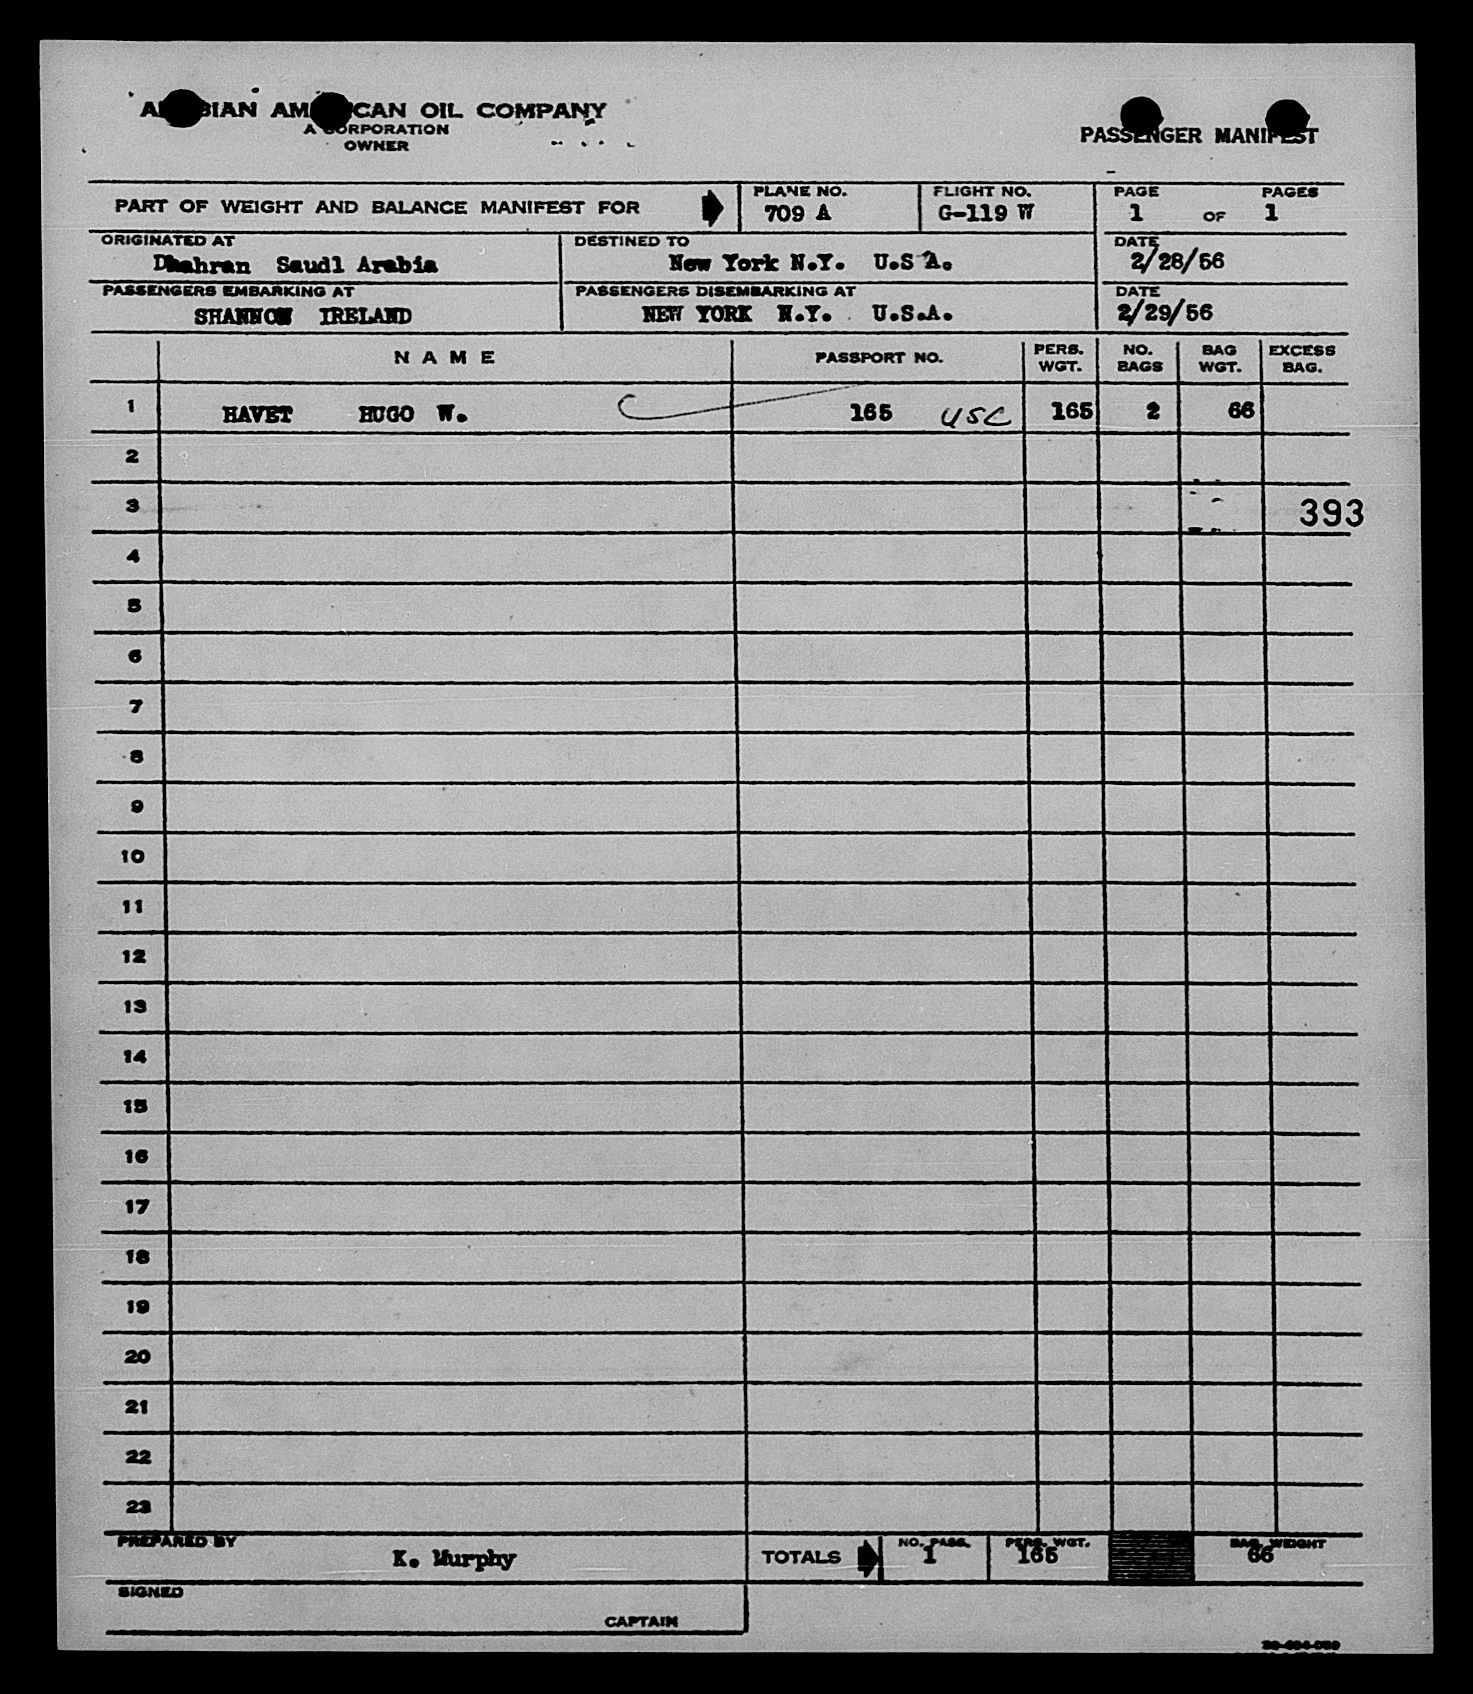 ARABIAN AMERICAN OIL COMPANY
A CORPORATION
OWNER
PASSENGER MANIFEST
PART OF WEIGHT AND BALANCE MANIFEST FOR
PLANE NO.
709 A
FLIGHT NO.
G-119 W
PAGE PAGES
1 OF 1
ORIGINATED AT
Dhahran Saudi Arabia
DESTINED TO
New York N.Y. U.S A.
DATE
2/28/56
PASSENGERS EMBARKING AT
SHANNON IRELAND
PASSENGERS DISEMBARKING AT
NEW YORK N.Y. U.S.A.
DATE
2/29/56
NAME PASSPORT NO. PERS. WGT. NO. BAGS BAG WGT. EXCESS BAG.
1 HAVET HUGO W. 165 USC 165 2 66
2
3 393
4
5
6
7
8
9
10
11
12
13
14
15
16
17
18
19
20
21
22
23
PREPARED BY
K. Murphy
TOTALS
NO. PASS.
1
PERS. WGT.
165
BAG. WEIGHT
66
SIGNED
CAPTAIN